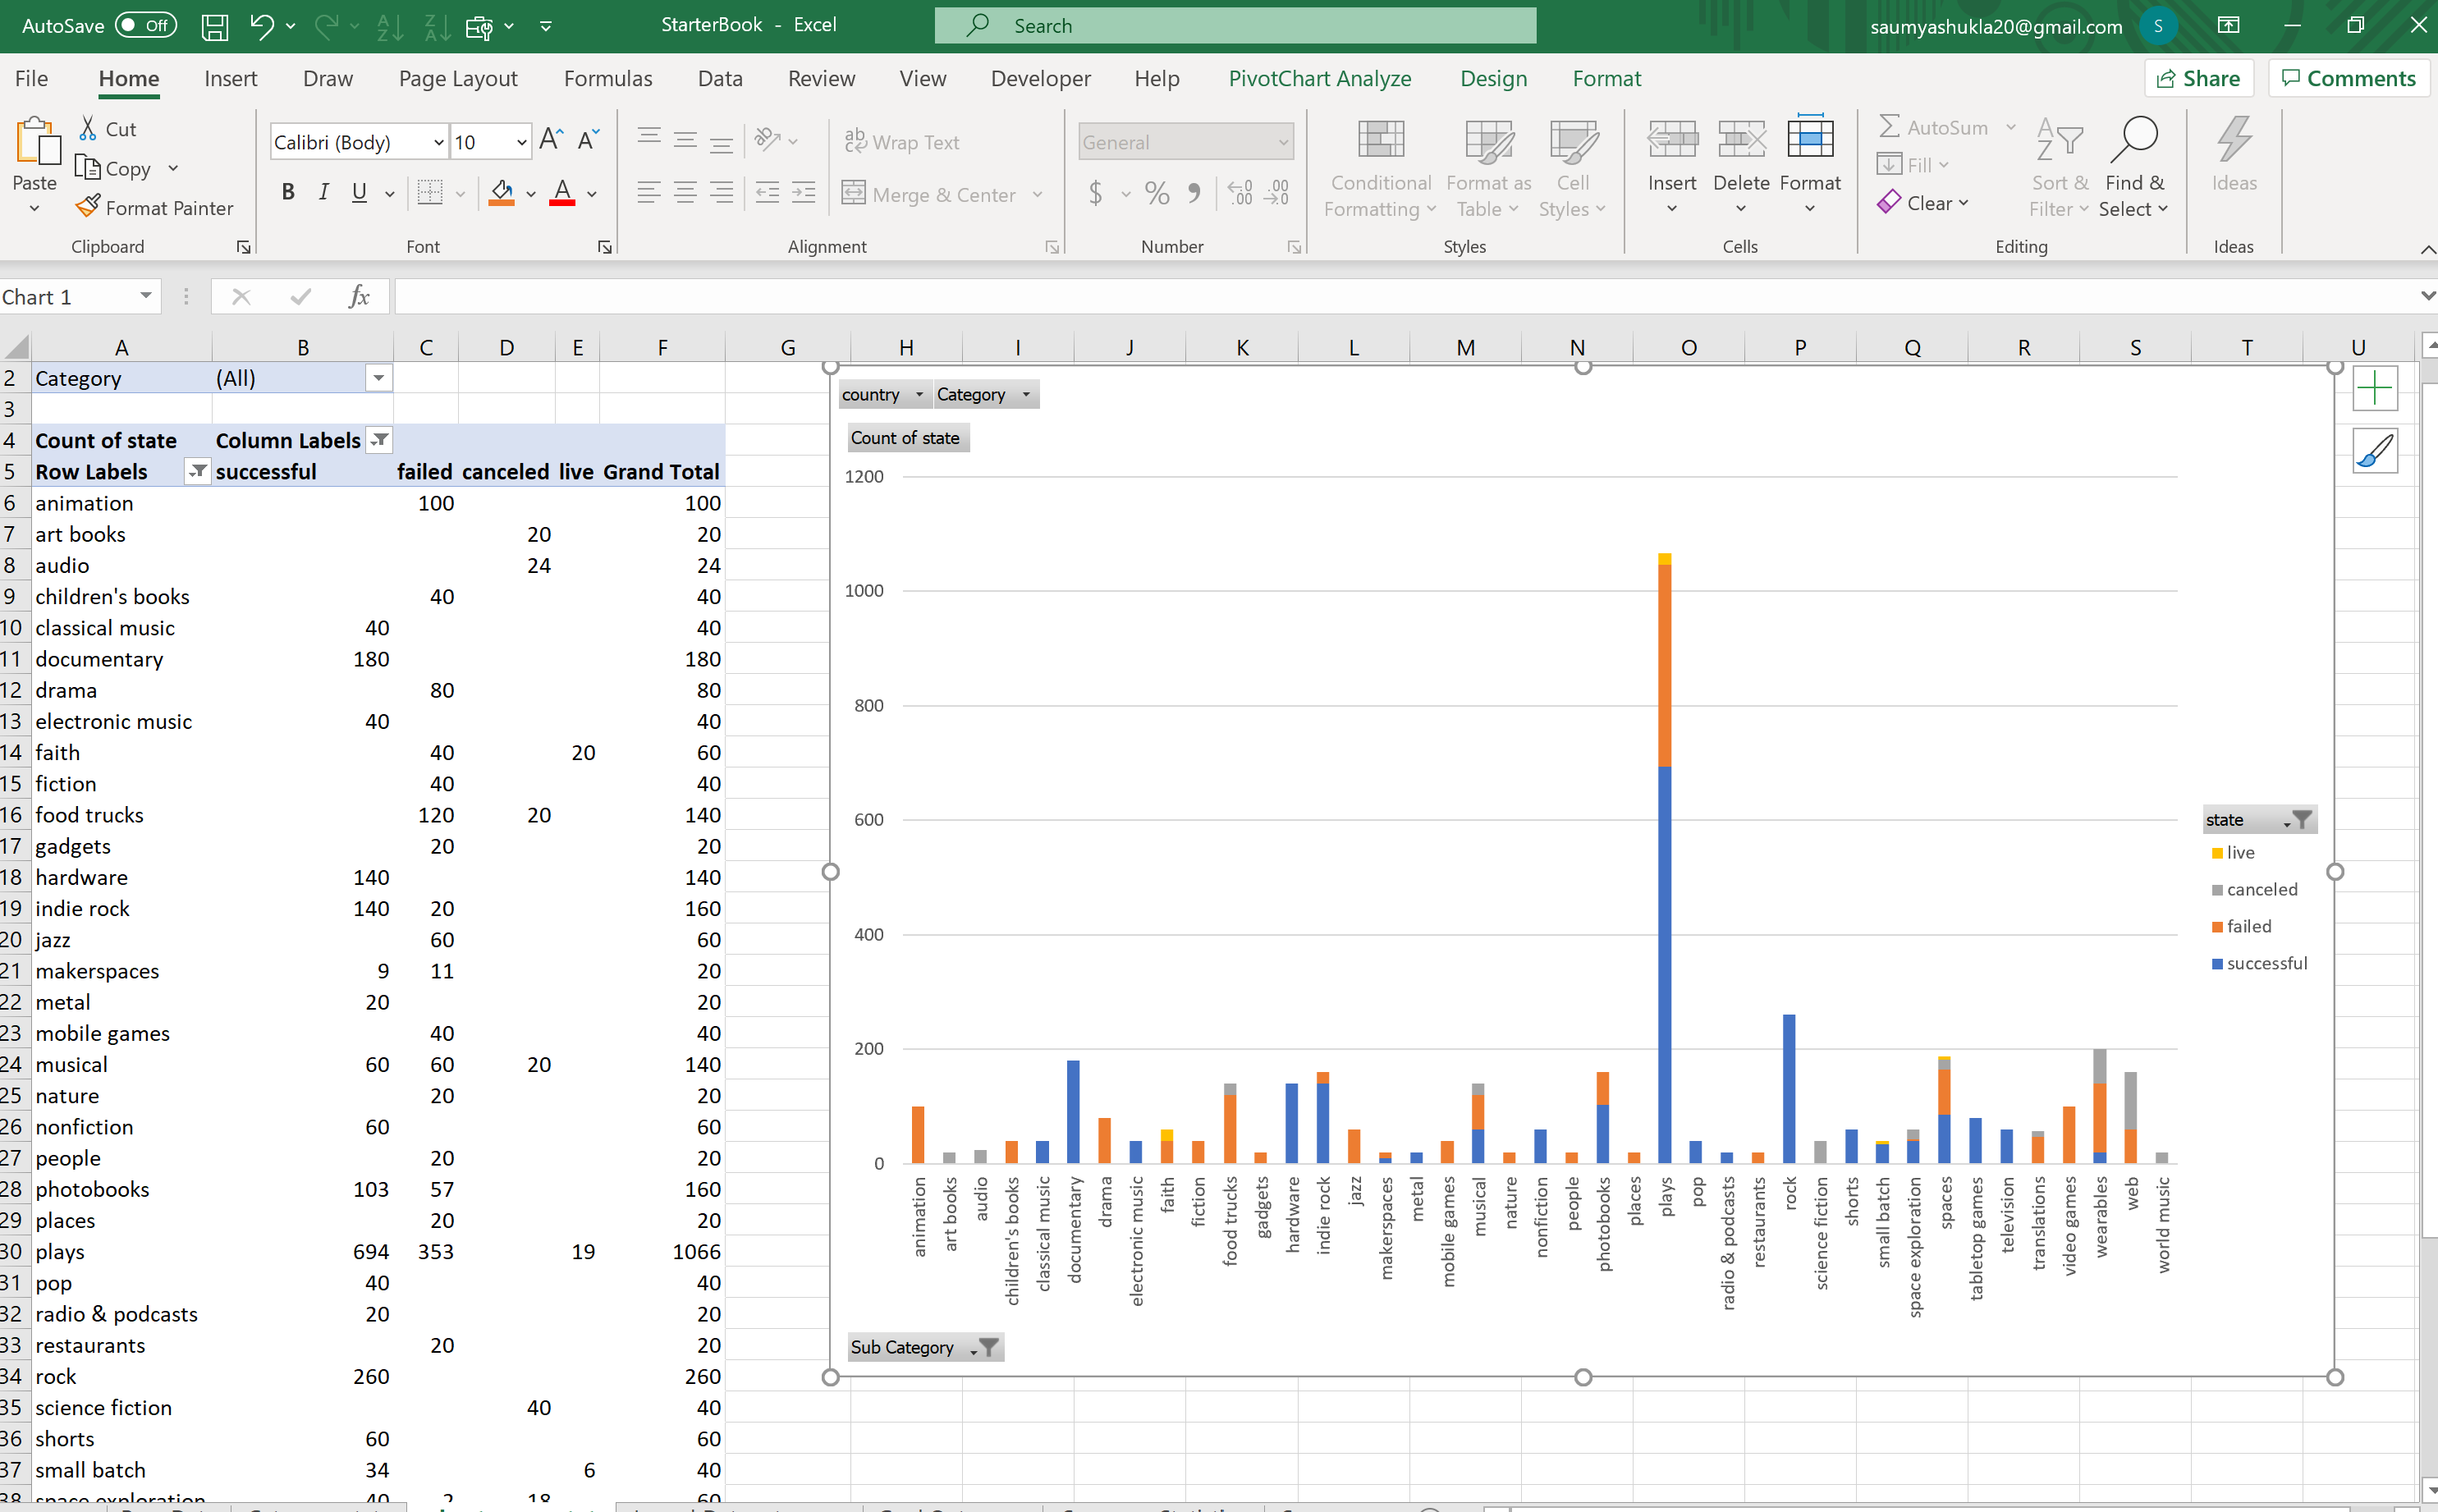 AutoSave Off StarterBook - Excel Search saumyashukla20@gmail.com S
File Home Insert Draw Page Layout Formulas Data Review View Developer Help PivotChart Analyze Design Format Share Comments
Paste
Cut
Copy
Format Painter
Clipboard
Calibri (Body) 10
B I U
Font
Wrap Text
Merge & Center
Alignment
General
$ % 9
Number
Conditional Formatting
Format as Table
Cell Styles
Styles
Insert
Delete
Format
Cells
AutoSum
Fill
Clear
Sort & Filter
Find & Select
Editing
Ideas
Ideas
Chart 1 fx
A B C D E F G H I J K L M N O P Q R S T U
2 Category (All)
3
4 Count of state Column Labels
5 Row Labels successful failed canceled live Grand Total
6 animation 100 100
7 art books 20 20
8 audio 24 24
9 children's books 40 40
10 classical music 40 40
11 documentary 180 180
12 drama 80 80
13 electronic music 40 40
14 faith 40 20 60
15 fiction 40 40
16 food trucks 120 20 140
17 gadgets 20 20
18 hardware 140 140
19 indie rock 140 20 160
20 jazz 60 60
21 makerspaces 9 11 20
22 metal 20 20
23 mobile games 40 40
24 musical 60 60 20 140
25 nature 20 20
26 nonfiction 60 60
27 people 20 20
28 photobooks 103 57 160
29 places 20 20
30 plays 694 353 19 1066
31 pop 40 40
32 radio & podcasts 20 20
33 restaurants 20 20
34 rock 260 260
35 science fiction 40 40
36 shorts 60 60
37 small batch 34 6 40
38 space exploration 40 2 18 60
country Category
Count of state
1200
1000
800
600
400
200
0
animation
art books
audio
children's books
classical music
documentary
drama
electronic music
faith
fiction
food trucks
gadgets
hardware
indie rock
jazz
makerspaces
metal
mobile games
musical
nature
nonfiction
people
photobooks
places
plays
pop
radio & podcasts
restaurants
rock
science fiction
shorts
small batch
space exploration
spaces
tabletop games
television
translations
video games
wearables
web
world music
state
live
canceled
failed
successful
Sub Category